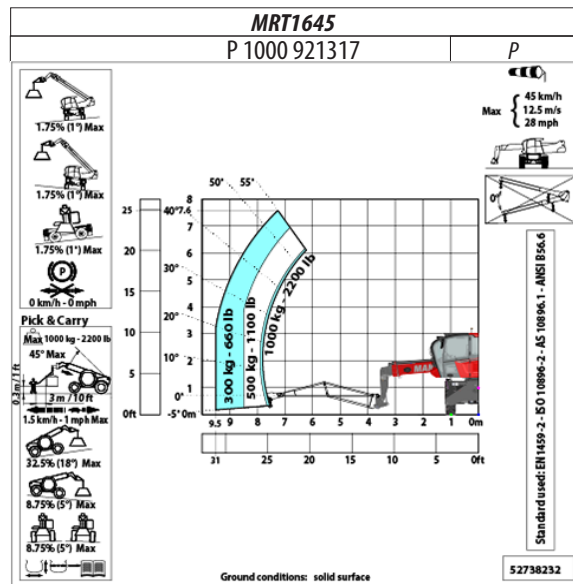 MRT1645
P 1000 921317
P
1.75% (1°) Max
1.75% (1°) Max
1.75% (1°) Max
P
0 km/h - 0 mph
Pick & Carry
Max
1000 kg - 2200 lb
45° Max
0.3 m / 1 ft
3 m / 10 ft
1.5 km/h - 1 mph Max
32.5% (18°) Max
8.75% (5°) Max
8.75% (5°) Max
Max
45 km/h
12.5 m/s
28 mph
25
20
15
10
5
0ft
8
7.6
7
6
5
4
3
2
1
0m
55°
50°
40°
30°
20°
10°
0°
-5°
300 kg - 660 lb
500 kg - 1100 lb
1000 kg - 2200 lb
9.5
9
8
7
6
5
4
3
2
1
0m
31
25
20
15
10
5
0ft
Standard used: EN 1459-2 - ISO 10896-2 - AS 10896.1 - ANSI B56.6
Ground conditions: solid surface
52738232